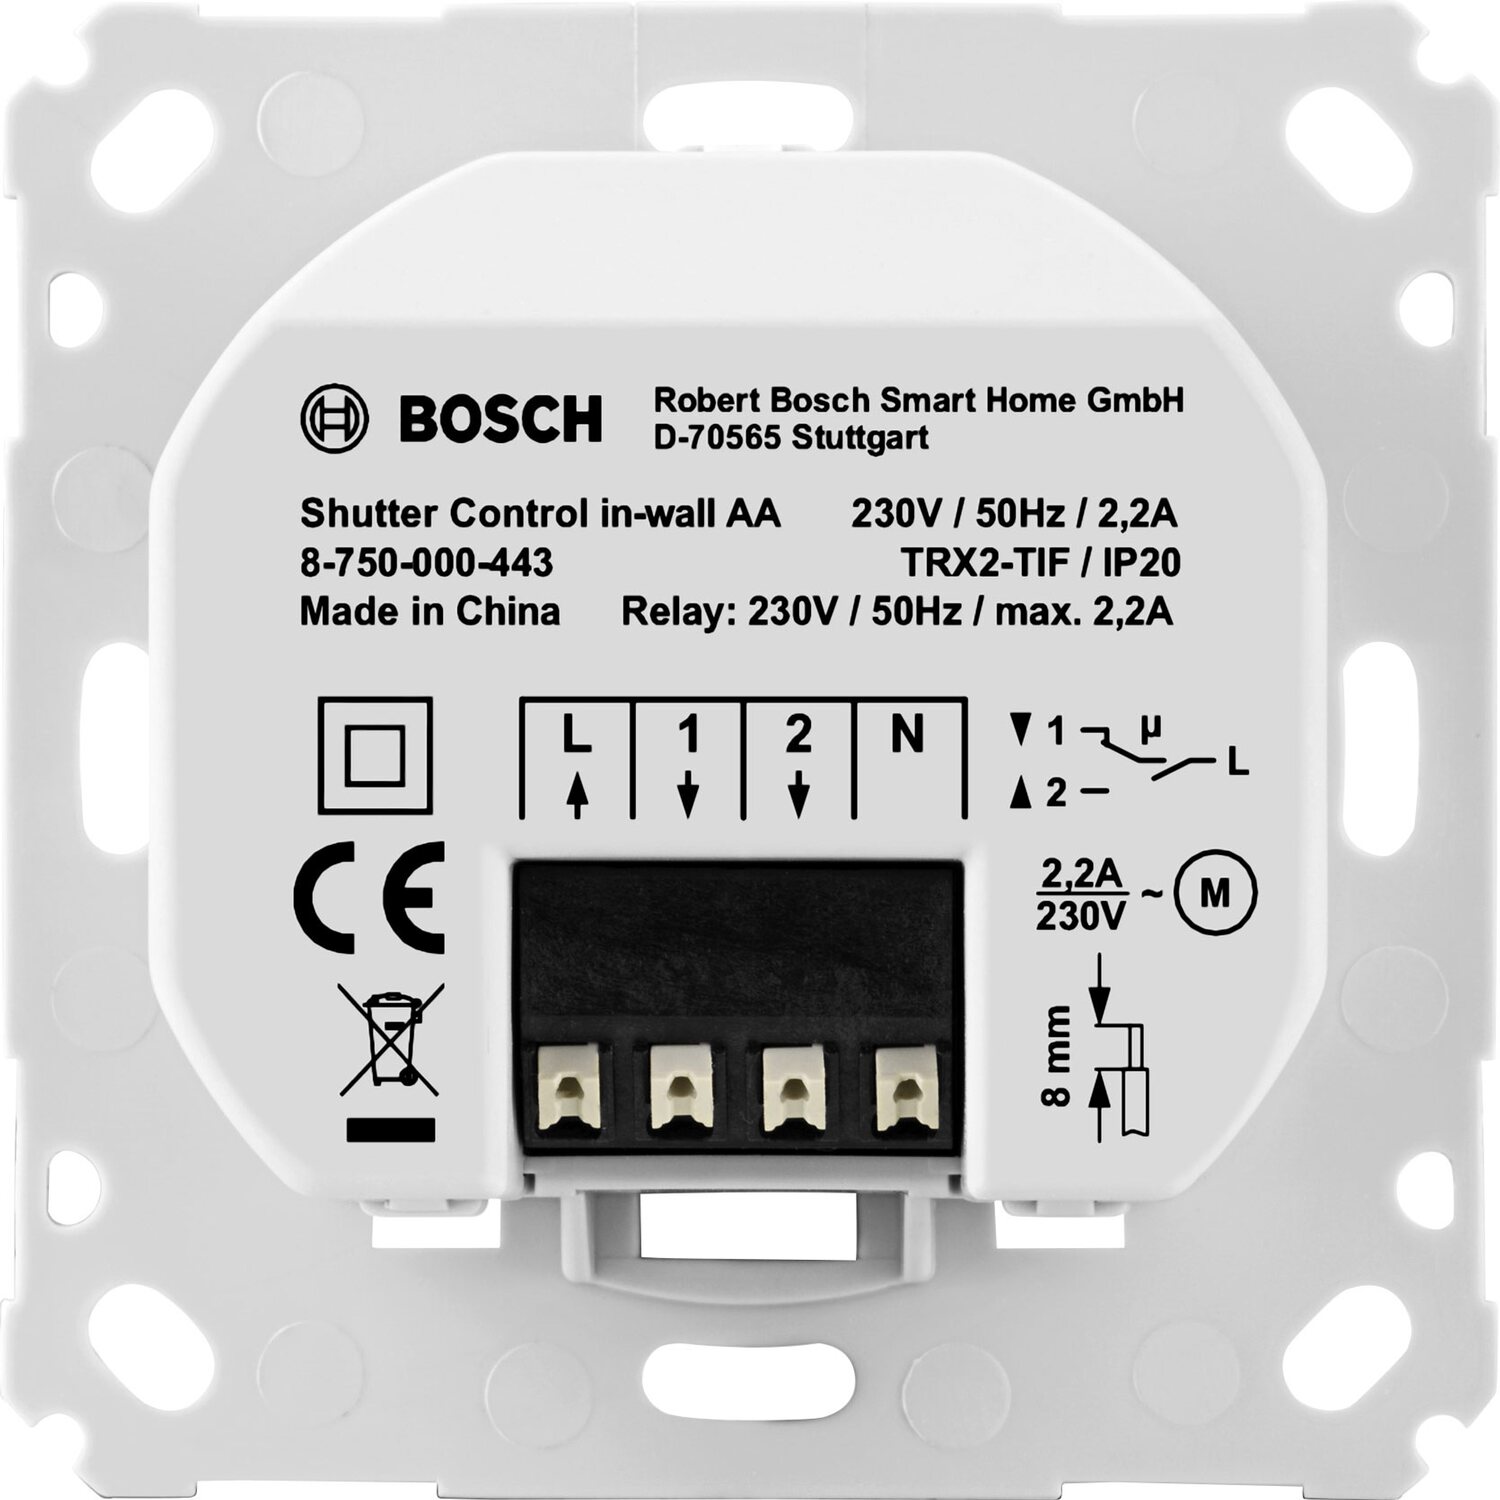 BOSCH
Robert Bosch Smart Home GmbH
D-70565 Stuttgart
Shutter Control in-wall AA 230V / 50Hz / 2,2A
8-750-000-443 TRX2-TIF / IP20
Made in China Relay: 230V / 50Hz / max. 2,2A
L 1 2 N
▼ 1 µ
L
▲ 2
CE
2,2A
230V ~ M
8 mm